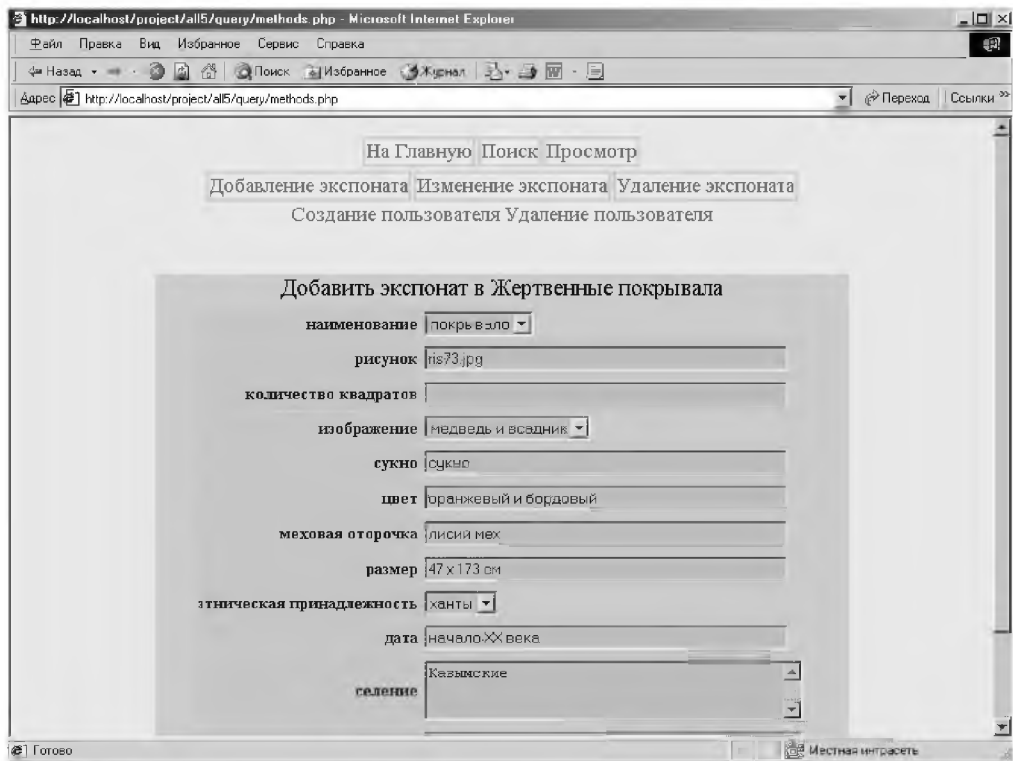 http://localhost/project/all5/query/methods.php - Microsoft Internet Explorer
Файл Правка Вид Избранное Сервис Справка
Назад Поиск Избранное Журнал
Адрес http://localhost/project/all5/query/methods.php Переход Ссылки »
На Главную Поиск Просмотр
Добавление экспоната Изменение экспоната Удаление экспоната
Создание пользователя Удаление пользователя
Добавить экспонат в Жертвенные покрывала
наименование покрывало
рисунок ris73.jpg
количество квадратов
изображение медведь и всадник
сукно сукно
цвет оранжевый и бордовый
меховая оторочка лисий мех
размер 47 x 173 см
этническая принадлежность ханты
дата начало XX века
селение Казымские
Готово Местная интрасеть